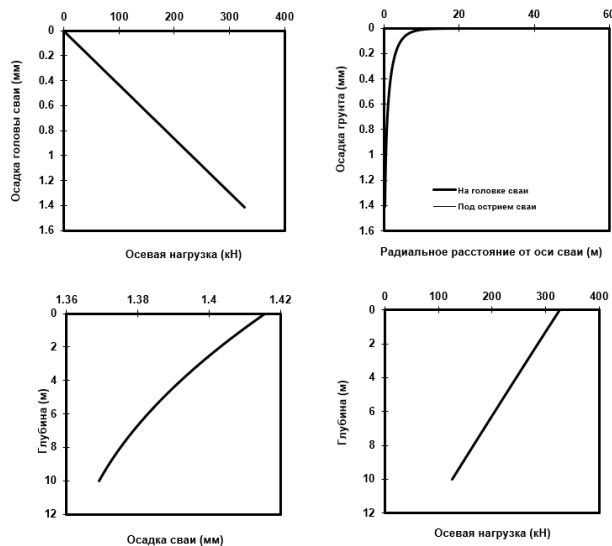 0 100 200 300 400
0
0.2
0.4
0.6
0.8
1
1.2
1.4
1.6
Осадка головы сваи (мм)
Осевая нагрузка (кН)
0 20 40 60
0
0.2
0.4
0.6
0.8
1
1.2
1.4
1.6
Осадка грунта (мм)
На головке сваи
Под острием сваи
Радиальное расстояние от оси сваи (м)
1.36 1.38 1.4 1.42
0
2
4
6
8
10
12
Глубина (м)
Осадка сваи (мм)
0 100 200 300 400
0
2
4
6
8
10
12
Глубина (м)
Осевая нагрузка (кН)